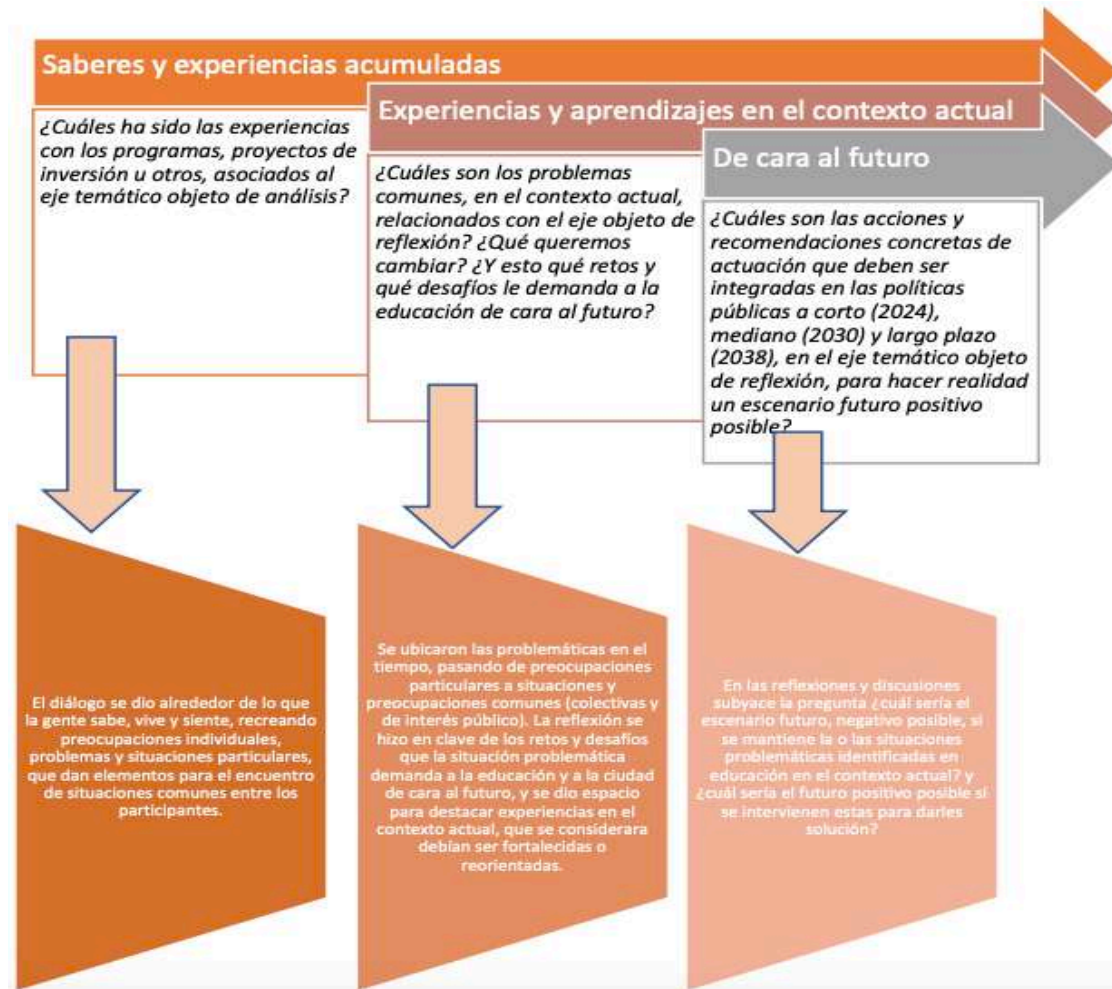 Saberes y experiencias acumuladas
¿Cuáles ha sido las experiencias
con los programas, proyectos de
inversión u otros, asociados al
eje temático objeto de análisis?
Experiencias y aprendizajes en el contexto actual
¿Cuáles son los problemas
comunes, en el contexto actual,
relacionados con el eje objeto de
reflexión? ¿Qué queremos
cambiar? ¿Y esto qué retos y
qué desafíos le demanda a la
educación de cara al futuro?
De cara al futuro
¿Cuáles son las acciones y
recomendaciones concretas de
actuación que deben ser
integradas en las políticas
públicas a corto (2024),
mediano (2030) y largo plazo
(2038), en el eje temático objeto
de reflexión, para hacer realidad
un escenario futuro positivo
posible?
El diálogo se dio alrededor de lo que
la gente sabe, vive y siente, recreando
preocupaciones individuales,
problemas y situaciones particulares,
que dan elementos para el encuentro
de situaciones comunes entre los
participantes.
Se ubicaron las problemáticas en el
tiempo, pasando de preocupaciones
particulares a situaciones y
preocupaciones comunes (colectivas y
de interés público). La reflexión se
hizo en clave de los retos y desafíos
que la situación problemática
demanda a la educación y a la ciudad
de cara al futuro, y se dio espacio
para destacar experiencias en el
contexto actual, que se considerara
debían ser fortalecidas o
reorientadas.
En las reflexiones y discusiones
subyace la pregunta ¿cuál sería el
escenario futuro, negativo posible, si
se mantiene la o las situaciones
problemáticas identificadas en
educación en el contexto actual? y
¿cuál sería el futuro positivo posible si
se intervienen estas para darles
solución?